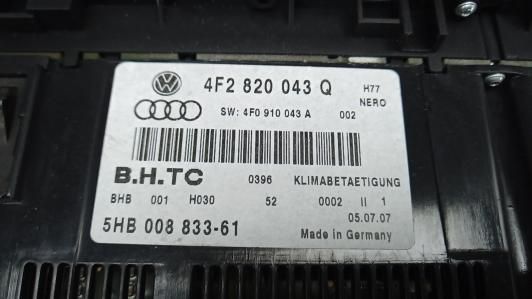 4F2 820 043 Q H77
NERO
SW: 4F0 910 043 A 002
B.H.TC 0396 KLIMABETAETIGUNG
BHB 001 H030 52 0002 II 1
05.07.07
5HB 008 833-61 Made in Germany